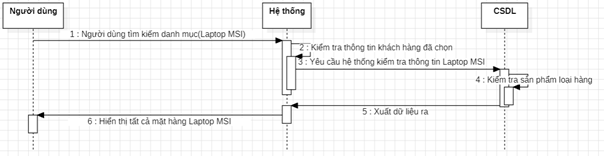 Người dùng
Hệ thống
CSDL
1 : Người dùng tìm kiếm danh mục(Laptop MSI)
2 : Kiểm tra thông tin khách hàng đã chọn
3 : Yêu cầu hệ thống kiểm tra thông tin Laptop MSI
4 : Kiểm tra sản phẩm loại hàng
5 : Xuất dữ liệu ra
6 : Hiển thị tất cả mặt hàng Laptop MSI